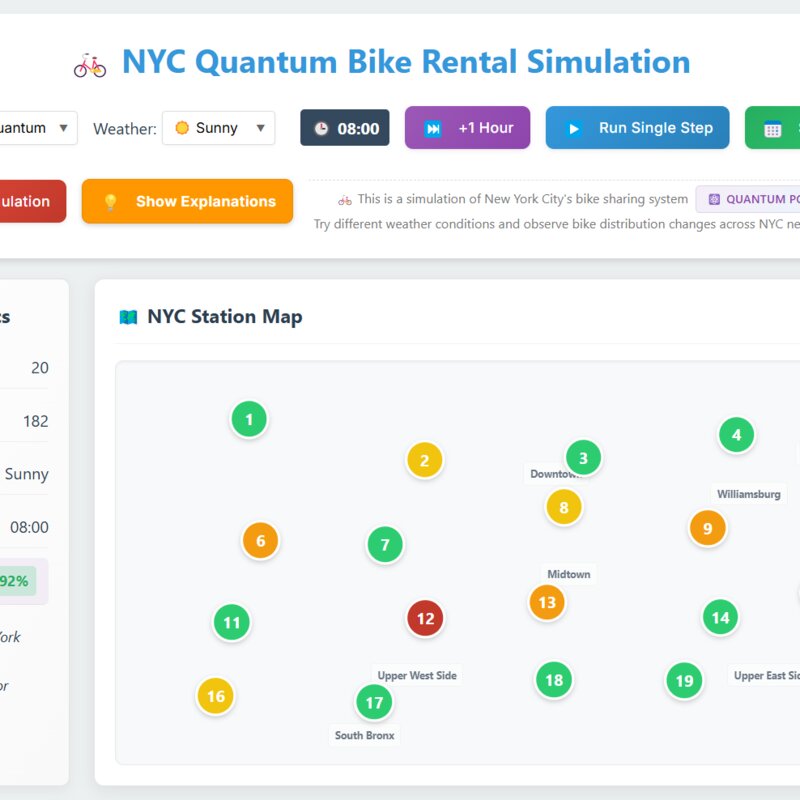 NYC Quantum Bike Rental Simulation
uantum Weather: Sunny 08:00 +1 Hour Run Single Step
ulation Show Explanations
This is a simulation of New York City's bike sharing system QUANTUM PO
Try different weather conditions and observe bike distribution changes across NYC ne
s
20
182
Sunny
08:00
92%
ork
or
NYC Station Map
1
4
3
2
Downtow
Williamsburg
8
9
6
7
Midtown
13
14
12
11
Upper West Side
Upper East Sid
18
19
16
17
South Bronx